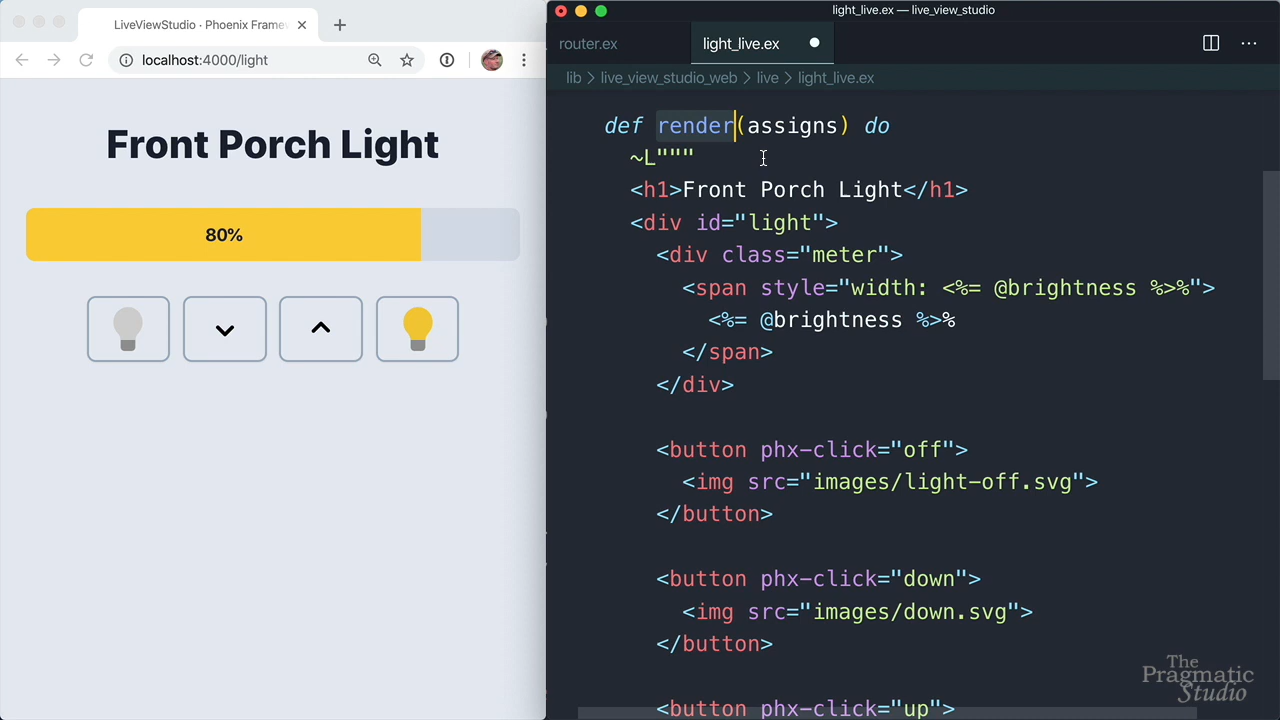 LiveViewStudio · Phoenix Framew
localhost:4000/light
Front Porch Light
80%
light_live.ex — live_view_studio
router.ex
light_live.ex
lib > live_view_studio_web > live > light_live.ex
def render(assigns) do
~L"""
<h1>Front Porch Light</h1>
<div id="light">
<div class="meter">
<span style="width: <%= @brightness %>%">
<%= @brightness %>%
</span>
</div>
<button phx-click="off">
<img src="images/light-off.svg">
</button>
<button phx-click="down">
<img src="images/down.svg">
</button>
<button phx-click="up">
The
Pragmatic
Studio